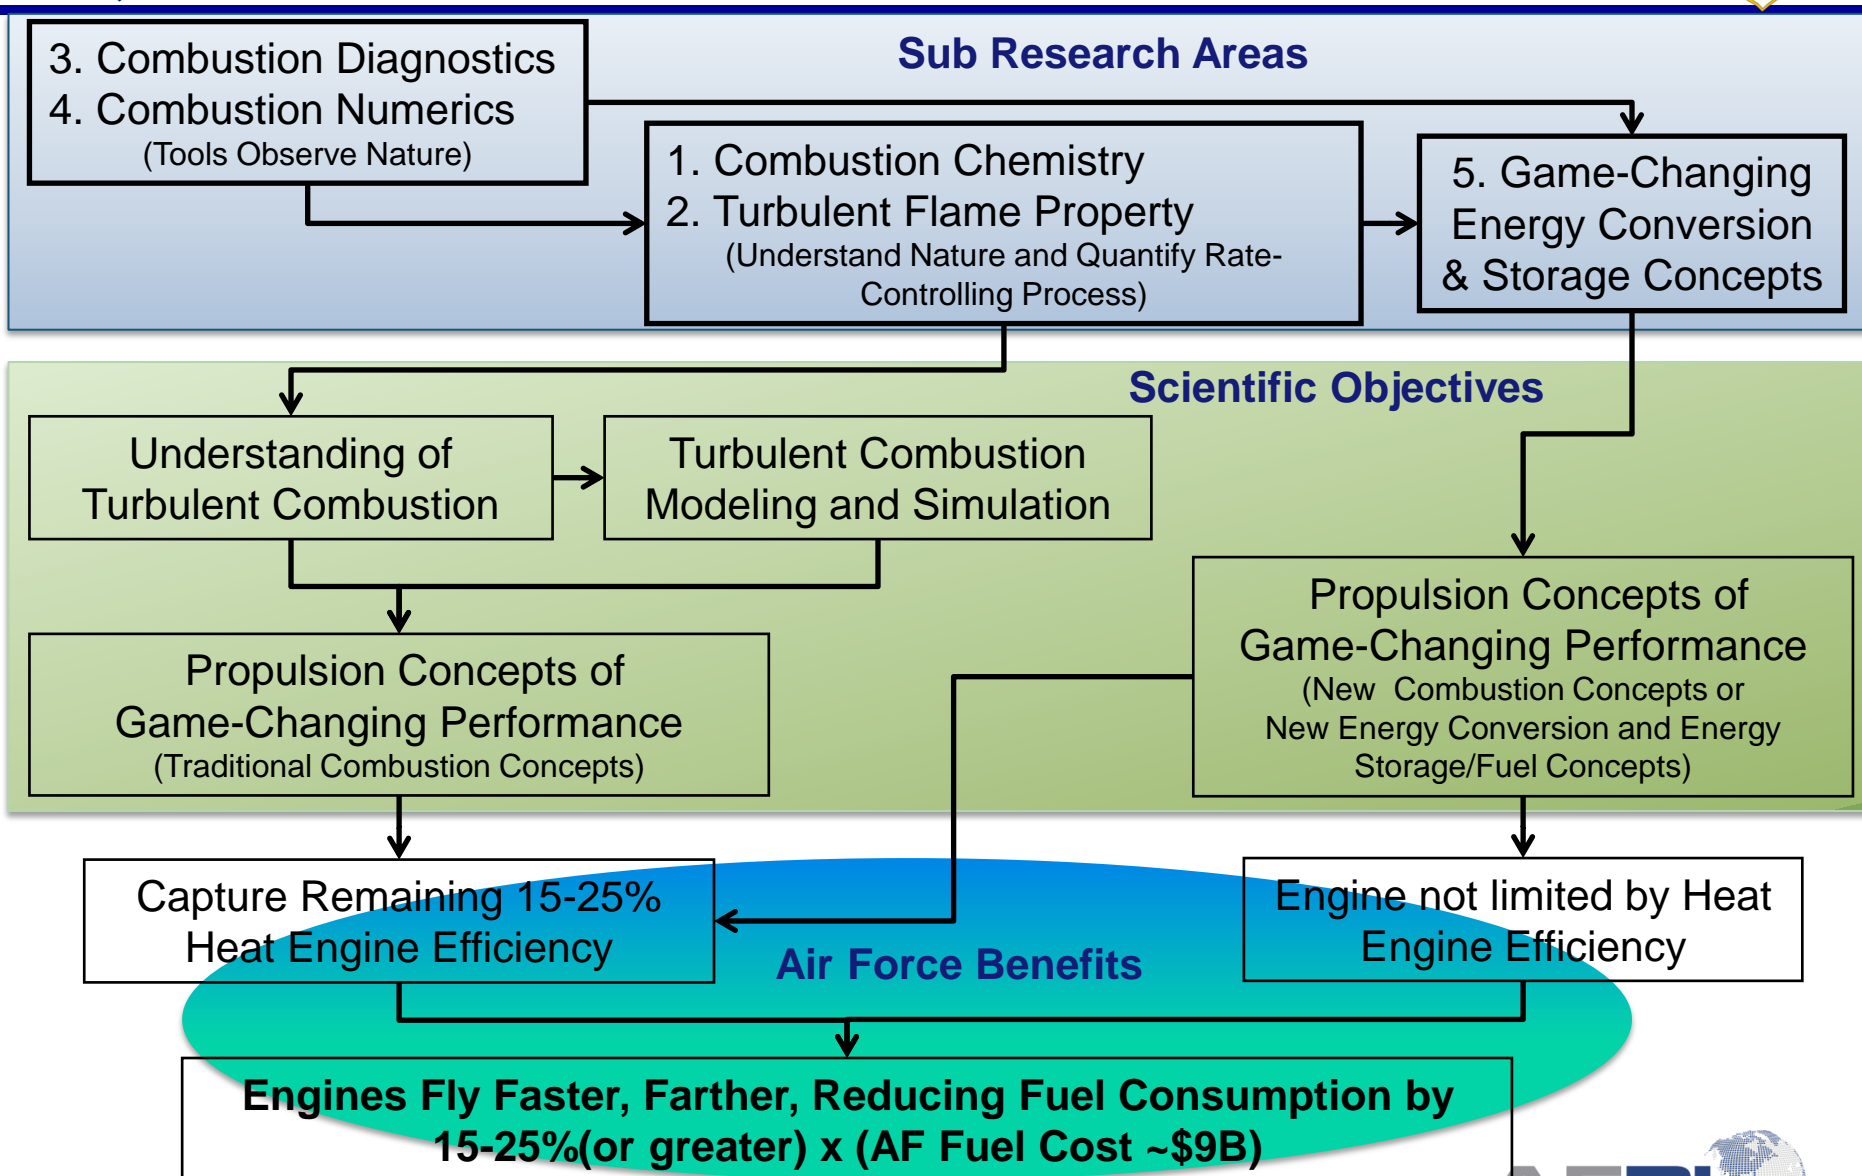 Sub Research Areas
3. Combustion Diagnostics
4. Combustion Numerics
(Tools Observe Nature)
1. Combustion Chemistry
2. Turbulent Flame Property
(Understand Nature and Quantify Rate-
Controlling Process)
5. Game-Changing
Energy Conversion
& Storage Concepts
Scientific Objectives
Understanding of
Turbulent Combustion
Turbulent Combustion
Modeling and Simulation
Propulsion Concepts of
Game-Changing Performance
(Traditional Combustion Concepts)
Propulsion Concepts of
Game-Changing Performance
(New Combustion Concepts or
New Energy Conversion and Energy
Storage/Fuel Concepts)
Capture Remaining 15-25%
Heat Engine Efficiency
Engine not limited by Heat
Engine Efficiency
Air Force Benefits
Engines Fly Faster, Farther, Reducing Fuel Consumption by
15-25%(or greater) x (AF Fuel Cost ~$9B)